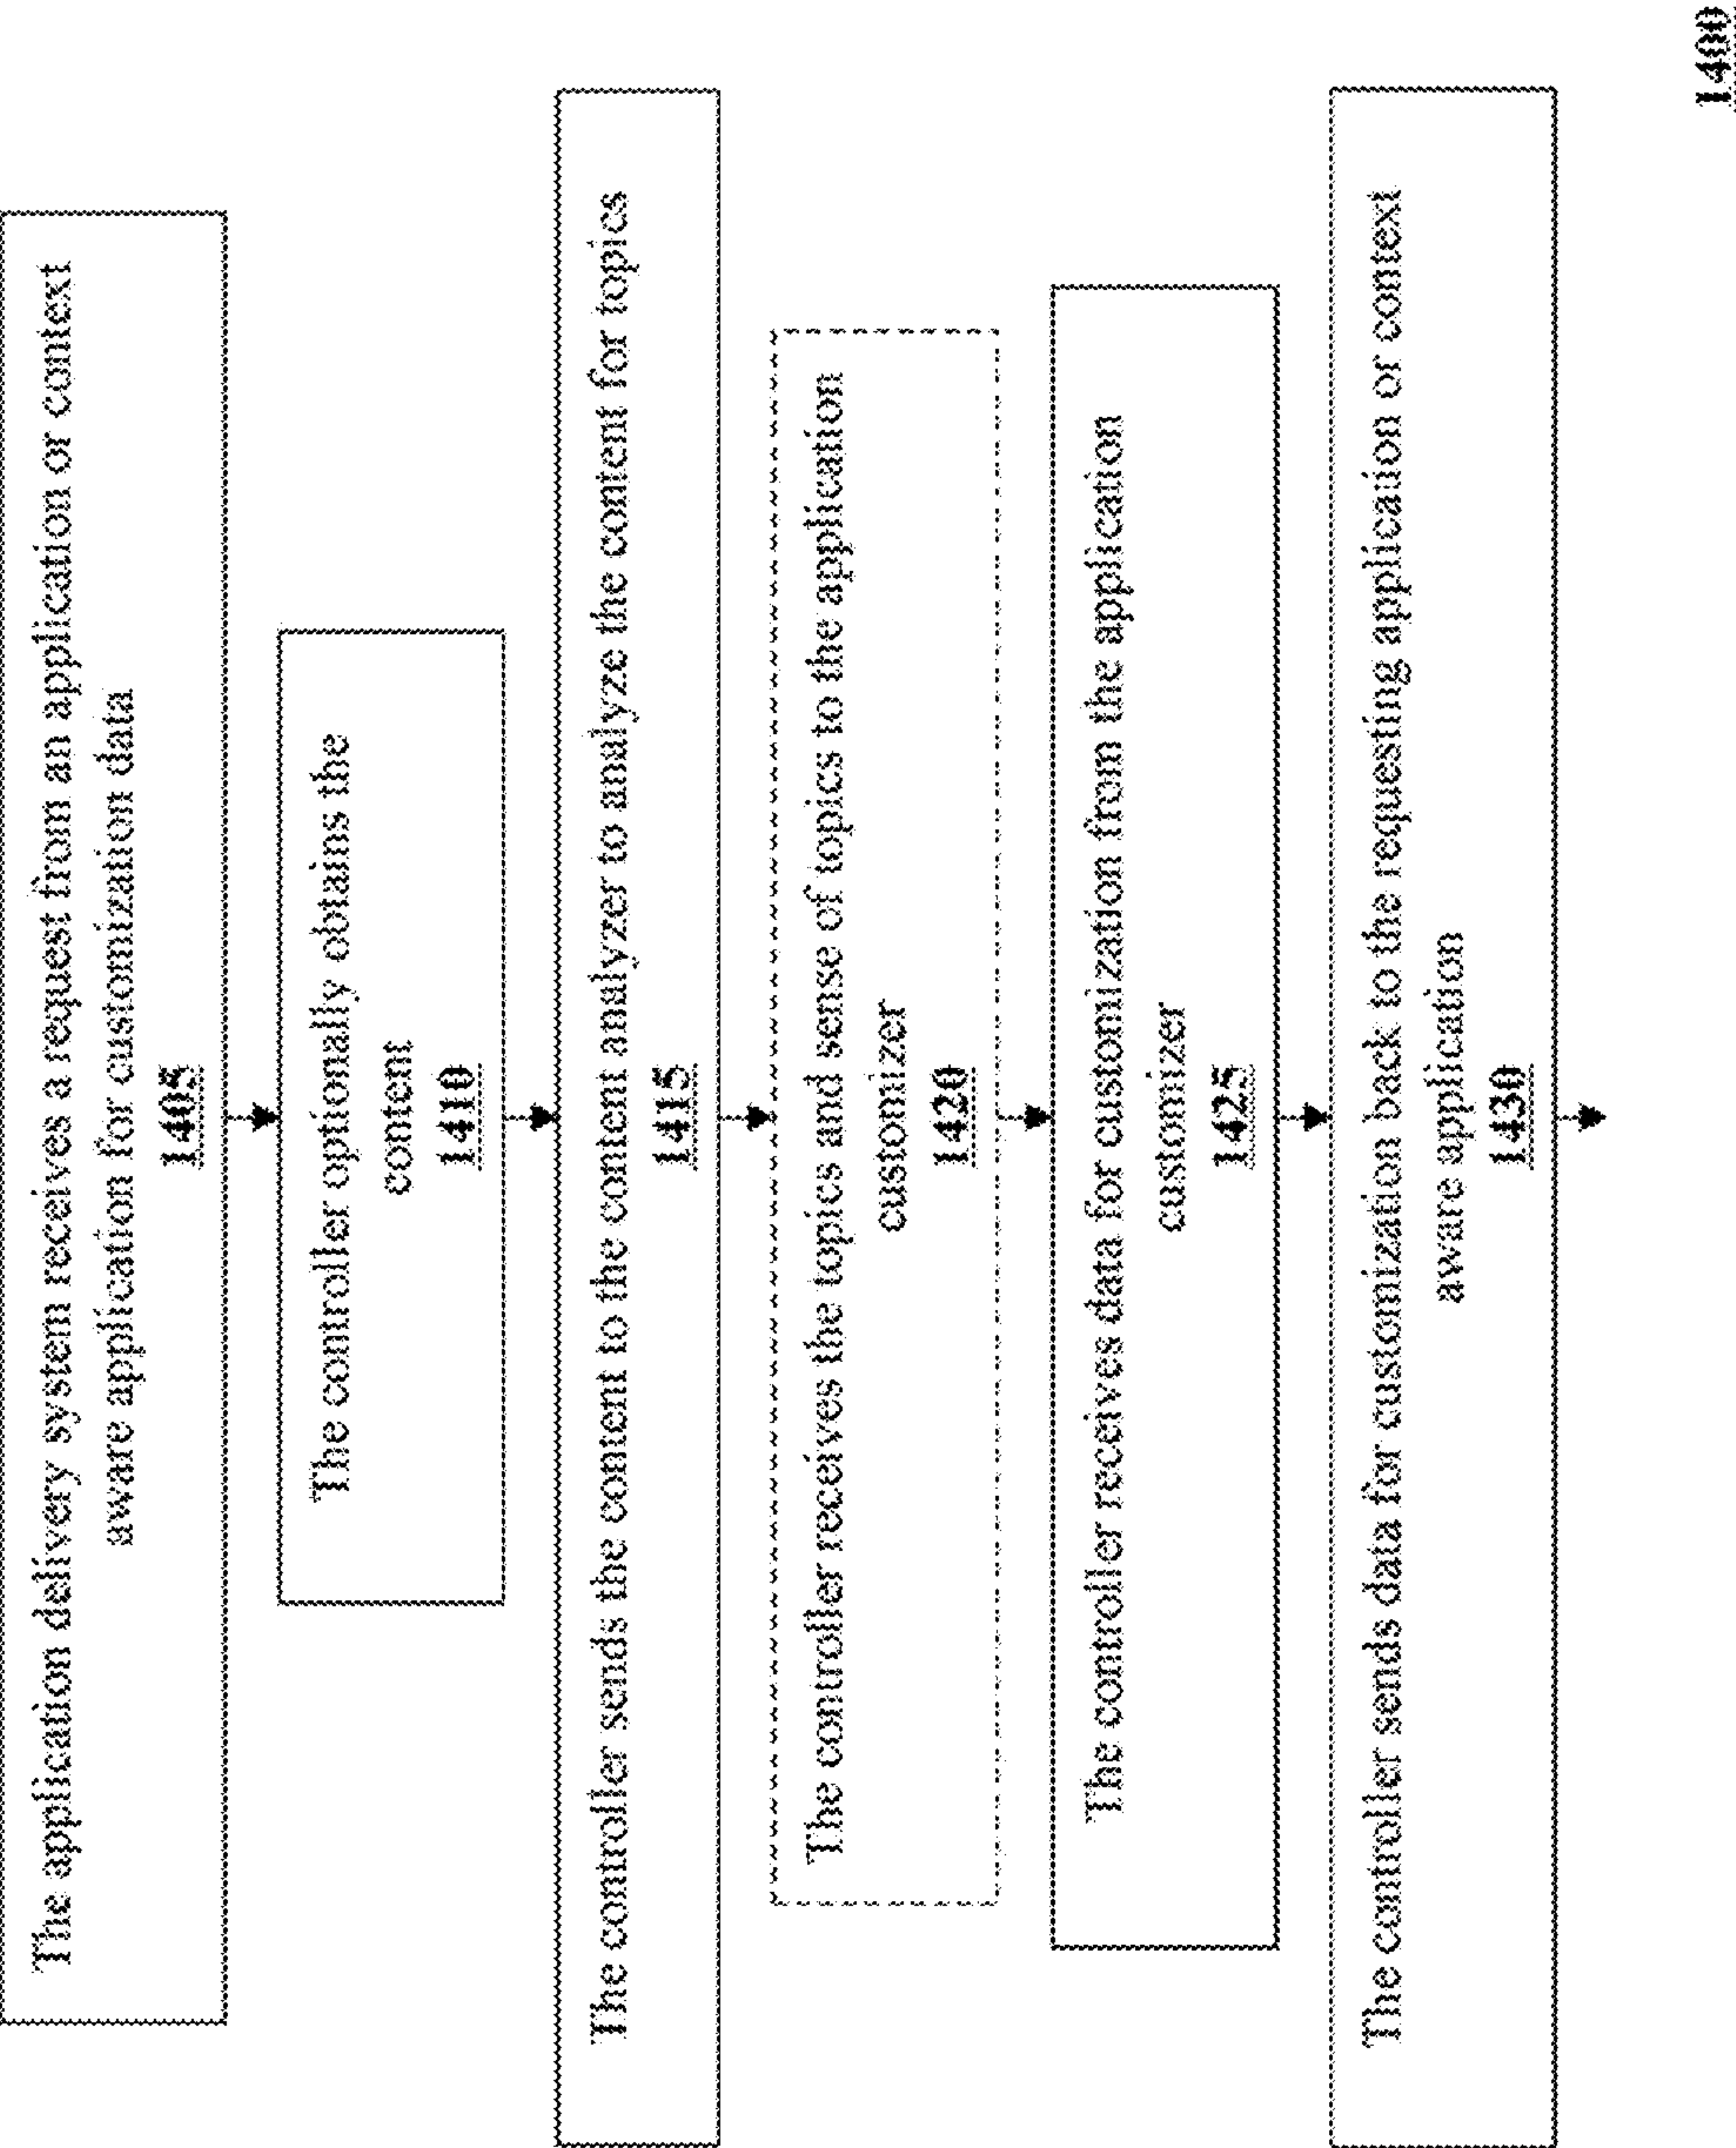 The application delivery system receives a request from an application or context
aware application for customization data
1405
The controller optionally obtains the
content
1410
The controller sends the content to the content analyzer to analyze the content for topics
1415
The controller receives the topics and sense of topics to the application
customizer
1420
The controller receives data for customization from the application
customizer
1425
The controller sends data for customization back to the requesting application or context
aware application
1430
1400